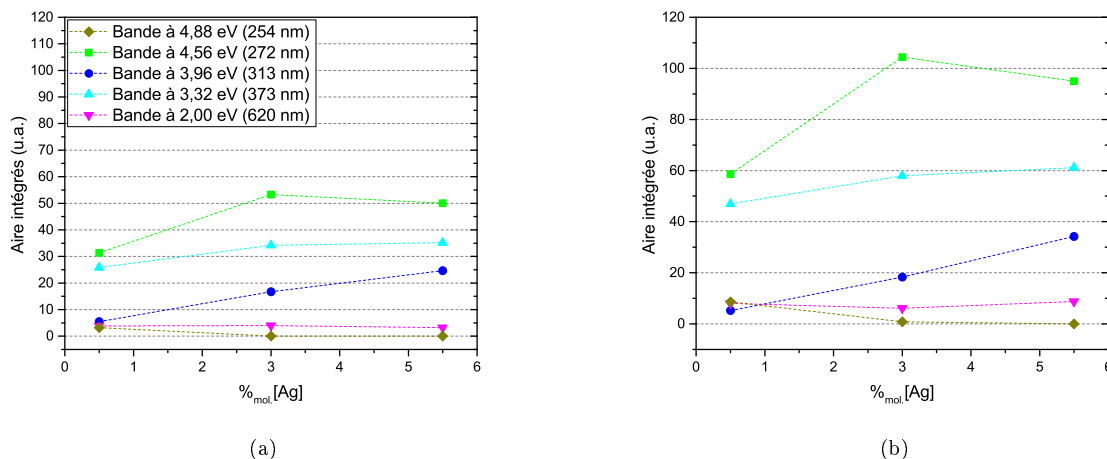 120
110
100
90
80
70
60
50
40
30
20
10
0
Aire intégrés (u.a.)
Bande à 4,88 eV (254 nm)
Bande à 4,56 eV (272 nm)
Bande à 3,96 eV (313 nm)
Bande à 3,32 eV (373 nm)
Bande à 2,00 eV (620 nm)
0 1 2 3 4 5 6
%mol.[Ag]
(a)
120
100
80
60
40
20
0
Aire intégrée (u.a.)
0 1 2 3 4 5 6
%mol.[Ag]
(b)